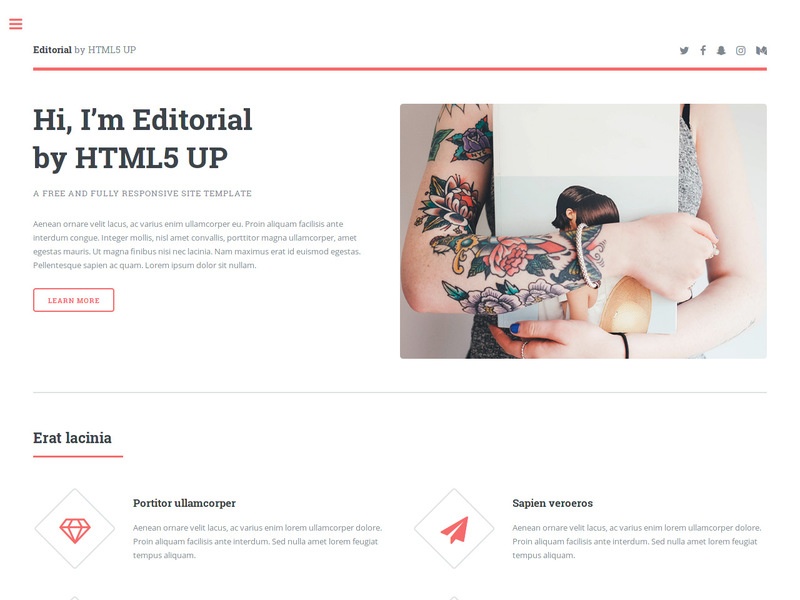 Editorial by HTML5 UP
Hi, I’m Editorial
by HTML5 UP
A FREE AND FULLY RESPONSIVE SITE TEMPLATE
Aenean ornare velit lacus, ac varius enim ullamcorper eu. Proin aliquam facilisis ante
interdum congue. Integer mollis, nisl amet convallis, porttitor magna ullamcorper, amet
egestas mauris. Ut magna finibus nisi nec lacinia. Nam maximus erat id euismod egestas.
Pellentesque sapien ac quam. Lorem ipsum dolor sit nullam.
LEARN MORE
Erat lacinia
Portitor ullamcorper
Aenean ornare velit lacus, ac varius enim lorem ullamcorper dolore.
Proin aliquam facilisis ante interdum. Sed nulla amet lorem feugiat
tempus aliquam.
Sapien veroeros
Aenean ornare velit lacus, ac varius enim lorem ullamcorper dolore.
Proin aliquam facilisis ante interdum. Sed nulla amet lorem feugiat
tempus aliquam.